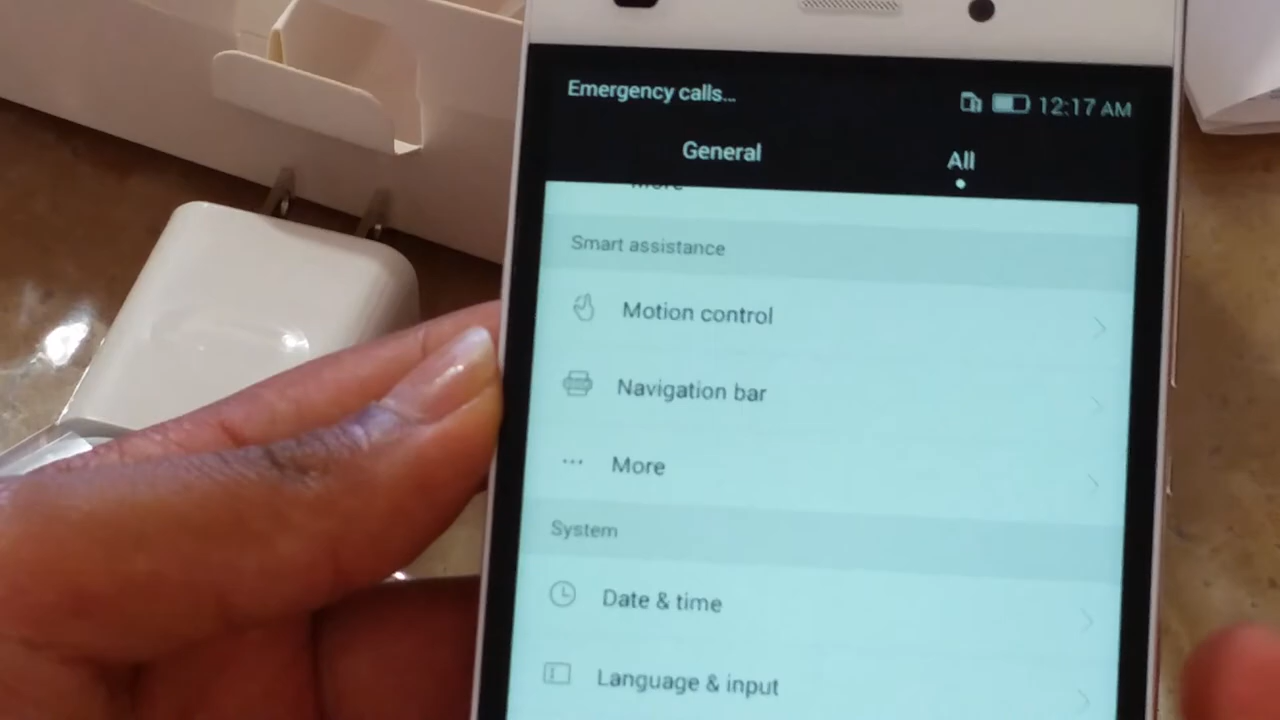 Emergency calls...
12:17 AM
General
All
More
Smart assistance
Motion control
Navigation bar
More
System
Date & time
Language & input